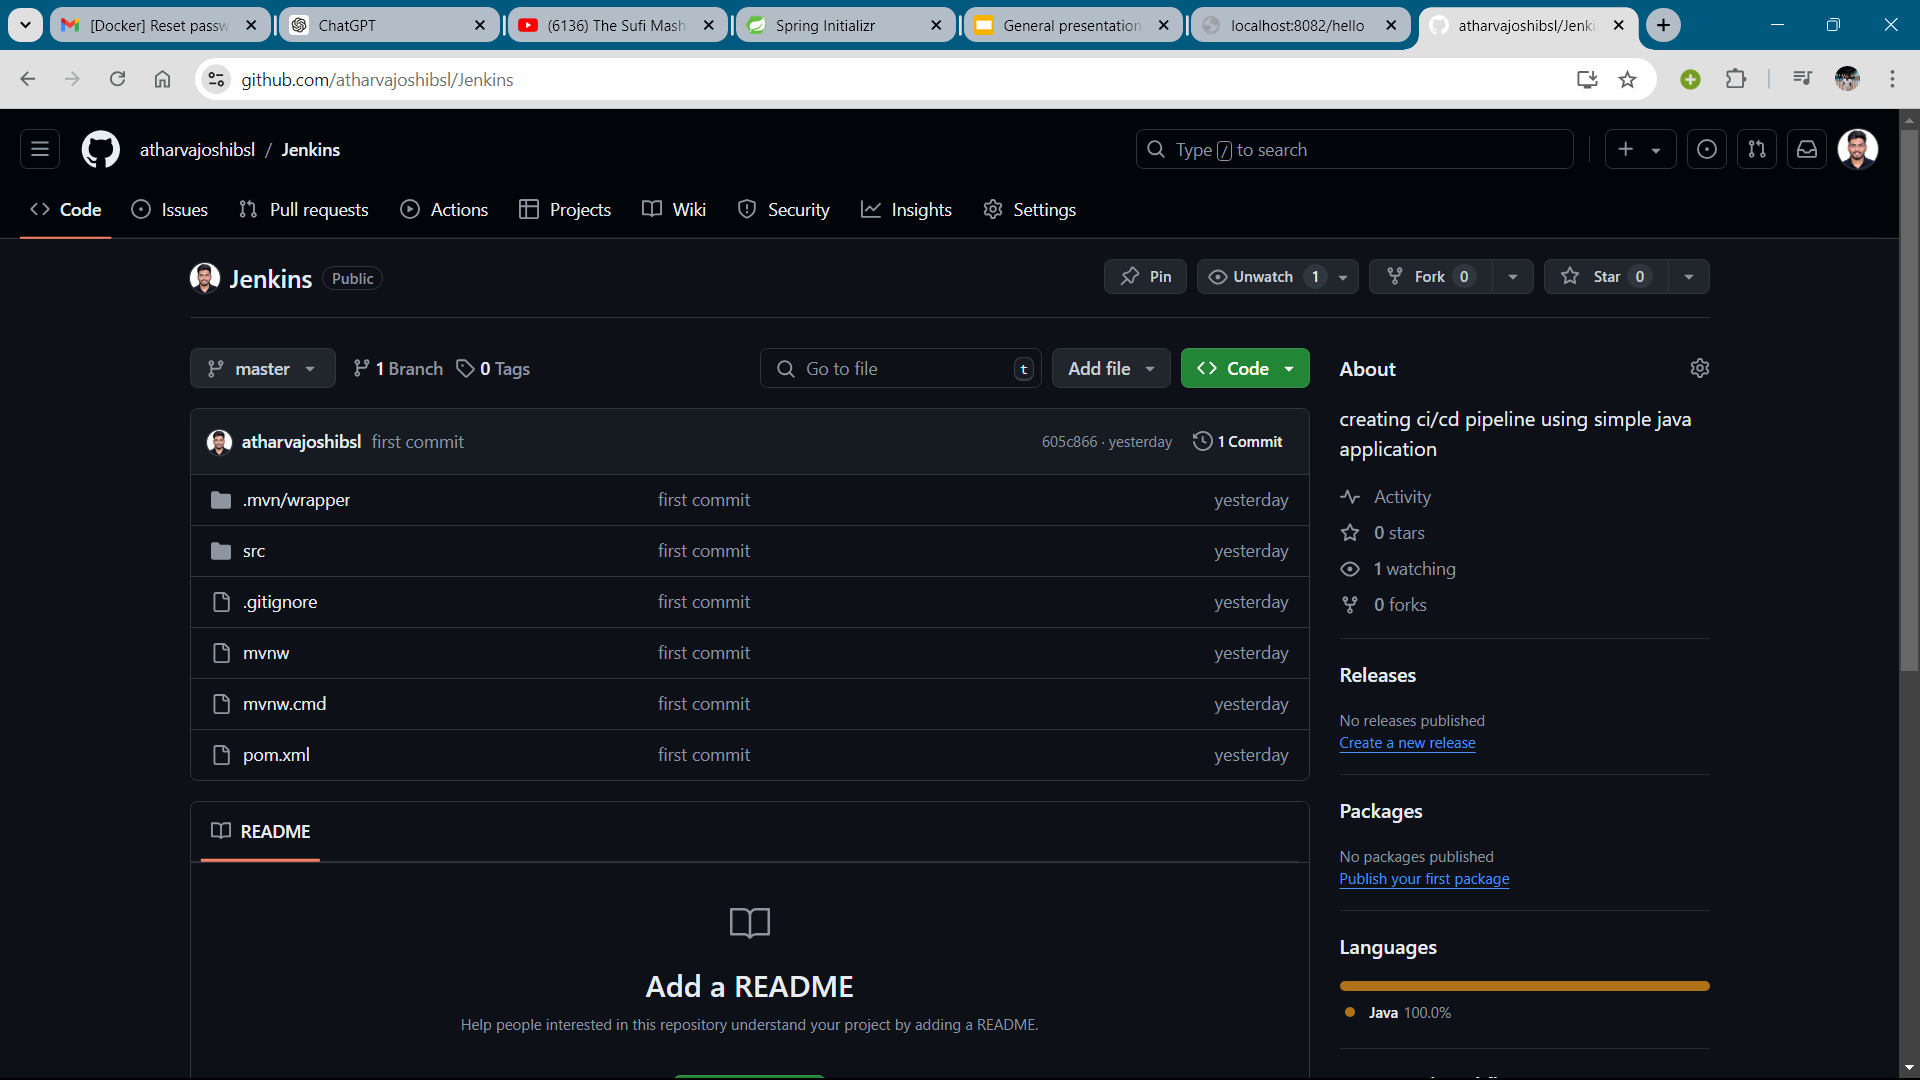 [Docker] Reset passw
ChatGPT
(6136) The Sufi Mash
Spring Initializr
General presentation
localhost:8082/hello
atharvajoshibsl/Jenki
github.com/atharvajoshibsl/Jenkins
atharvajoshibsl / Jenkins
Type / to search
Code
Issues
Pull requests
Actions
Projects
Wiki
Security
Insights
Settings
Jenkins Public
Pin
Unwatch 1
Fork 0
Star 0
master
1 Branch
0 Tags
Go to file t
Add file
Code
atharvajoshibsl first commit 605c866 · yesterday 1 Commit
.mvn/wrapper first commit yesterday
src first commit yesterday
.gitignore first commit yesterday
mvnw first commit yesterday
mvnw.cmd first commit yesterday
pom.xml first commit yesterday
README
Add a README
Help people interested in this repository understand your project by adding a README.
About
creating ci/cd pipeline using simple java
application
Activity
0 stars
1 watching
0 forks
Releases
No releases published
Create a new release
Packages
No packages published
Publish your first package
Languages
Java 100.0%